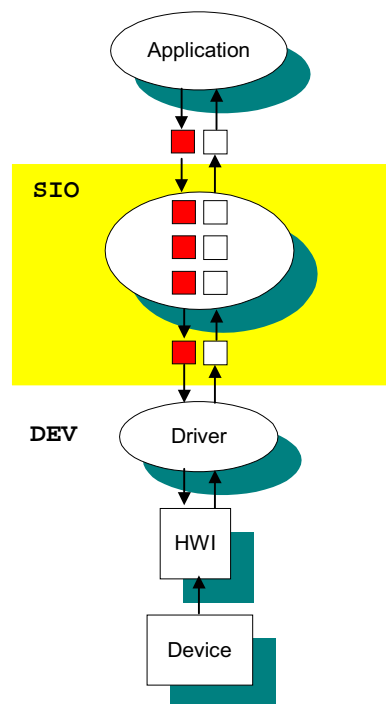 Application
SIO
DEV
Driver
HWI
Device